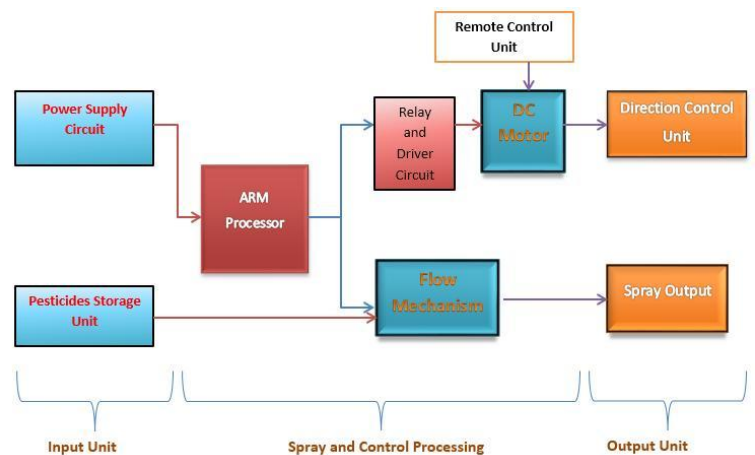 Remote Control
Unit
Power Supply
Circuit
Relay
and
Driver
Circuit
DC
Motor
Direction Control
Unit
ARM
Processor
Pesticides Storage
Unit
Flow
Mechanism
Spray Output
Input Unit
Spray and Control Processing
Output Unit